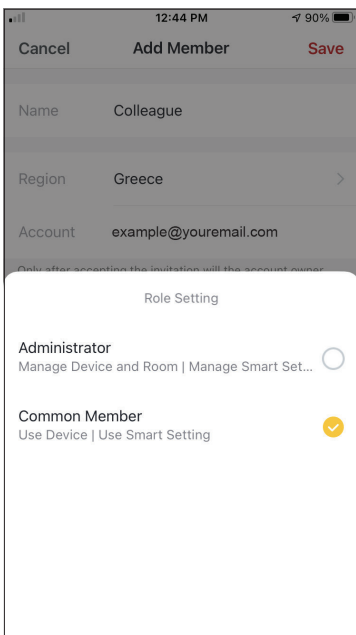 12:44 PM 90%
Cancel Add Member Save
Name Colleague
Region Greece
Account example@youremail.com
Only after accepting the invitation will the account owner
Role Setting
Administrator
Manage Device and Room | Manage Smart Set...
Common Member
Use Device | Use Smart Setting